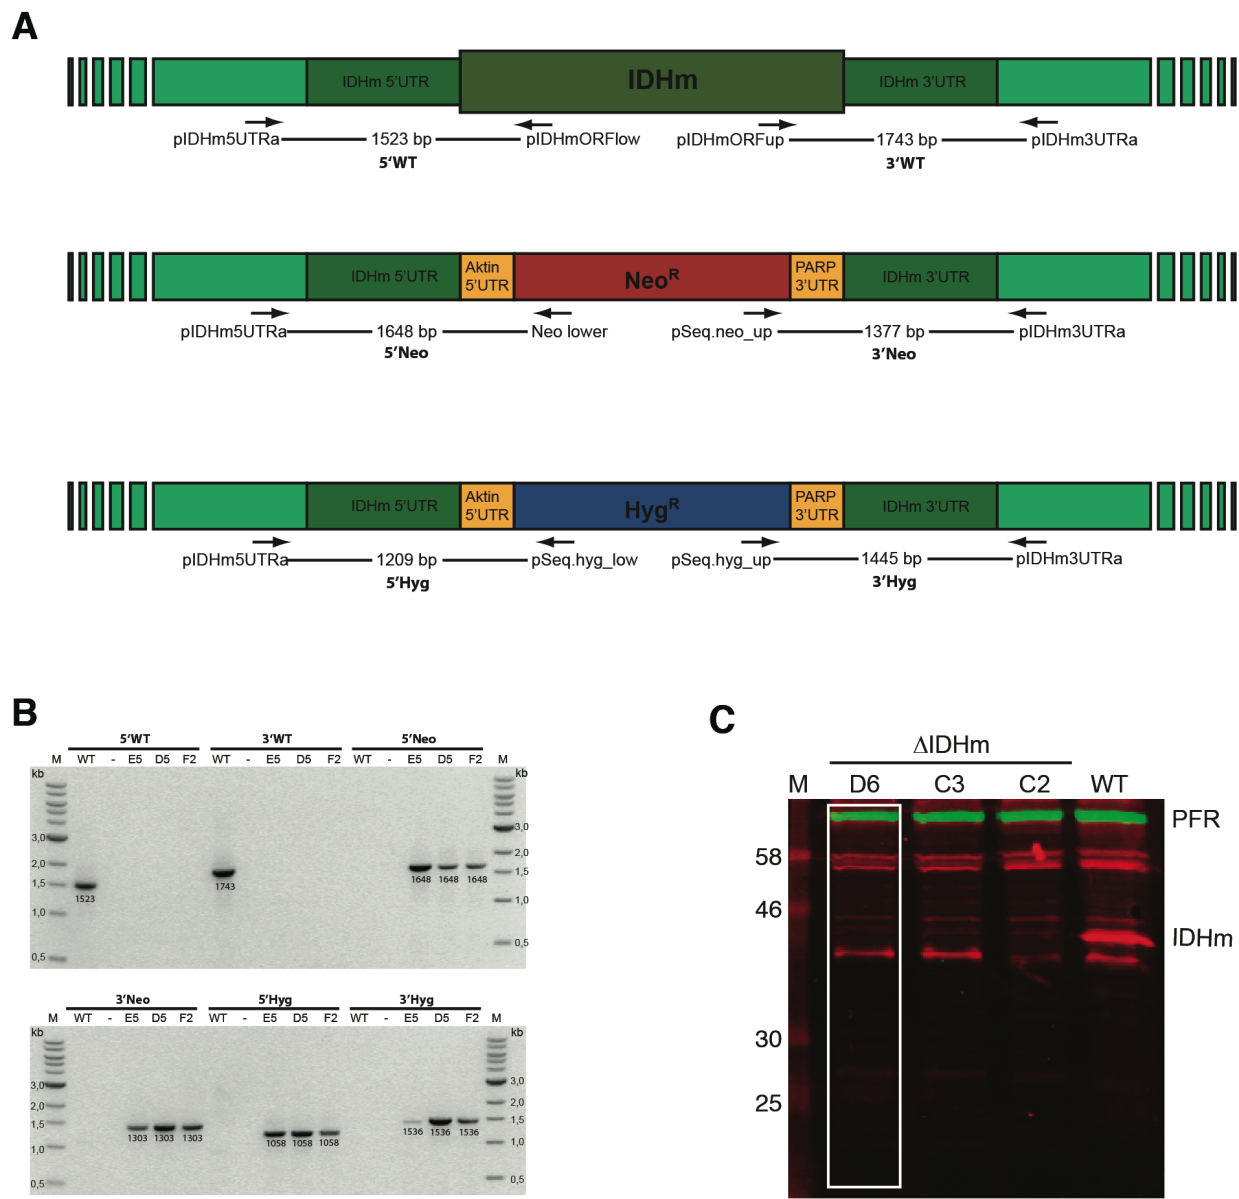 A
IDHm 5'UTR IDHm IDHm 3'UTR
pIDHm5UTRa 1523 bp pIDHmORFlow pIDHmORFup 1743 bp pIDHm3UTRa
5'WT 3'WT
IDHm 5'UTR Aktin 5'UTR NeoR PARP 3'UTR IDHm 3'UTR
pIDHm5UTRa 1648 bp Neo lower pSeq.neo_up 1377 bp pIDHm3UTRa
5'Neo 3'Neo
IDHm 5'UTR Aktin 5'UTR HygR PARP 3'UTR IDHm 3'UTR
pIDHm5UTRa 1209 bp pSeq.hyg_low pSeq.hyg_up 1445 bp pIDHm3UTRa
5'Hyg 3'Hyg
B
5'WT 3'WT 5'Neo
M WT - E5 D5 F2 WT - E5 D5 F2 WT - E5 D5 F2 M
kb kb
3,0 3,0
2,0 2,0
1,5 1,5
1523 1743 1648 1648 1648
1,0 1,0
0,5 0,5
3'Neo 5'Hyg 3'Hyg
M WT - E5 D5 F2 WT - E5 D5 F2 WT - E5 D5 F2 M
kb kb
3,0 3,0
2,0 2,0
1,5 1,5
1303 1303 1303 1058 1058 1058 1536 1536 1536
1,0 1,0
0,5 0,5
C
ΔIDHm
M D6 C3 C2 WT
PFR
58
46
IDHm
30
25